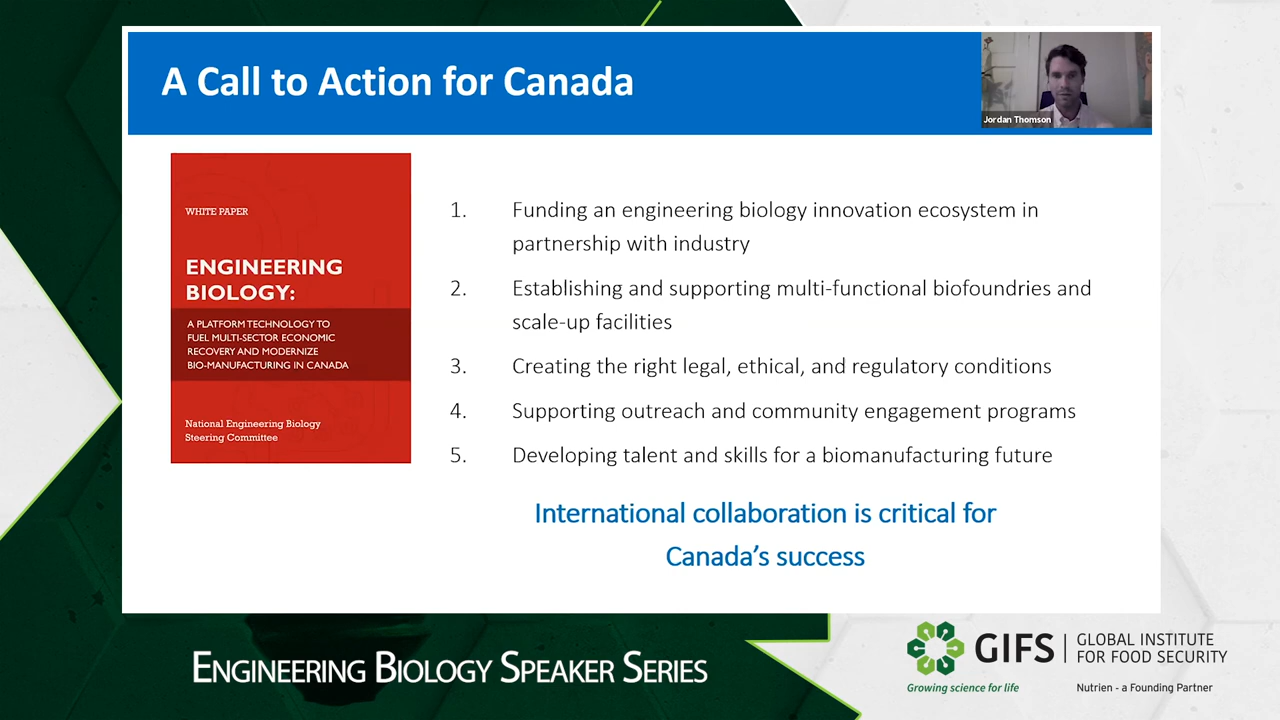 A Call to Action for Canada
Jordan Thomson
WHITE PAPER
ENGINEERING
BIOLOGY:
A PLATFORM TECHNOLOGY TO
FUEL MULTI-SECTOR ECONOMIC
RECOVERY AND MODERNIZE
BIO-MANUFACTURING IN CANADA
National Engineering Biology
Steering Committee
1. Funding an engineering biology innovation ecosystem in
partnership with industry
2. Establishing and supporting multi-functional biofoundries and
scale-up facilities
3. Creating the right legal, ethical, and regulatory conditions
4. Supporting outreach and community engagement programs
5. Developing talent and skills for a biomanufacturing future
International collaboration is critical for
Canada’s success
ENGINEERING BIOLOGY SPEAKER SERIES
GIFS
GLOBAL INSTITUTE
FOR FOOD SECURITY
Growing science for life
Nutrien - a Founding Partner